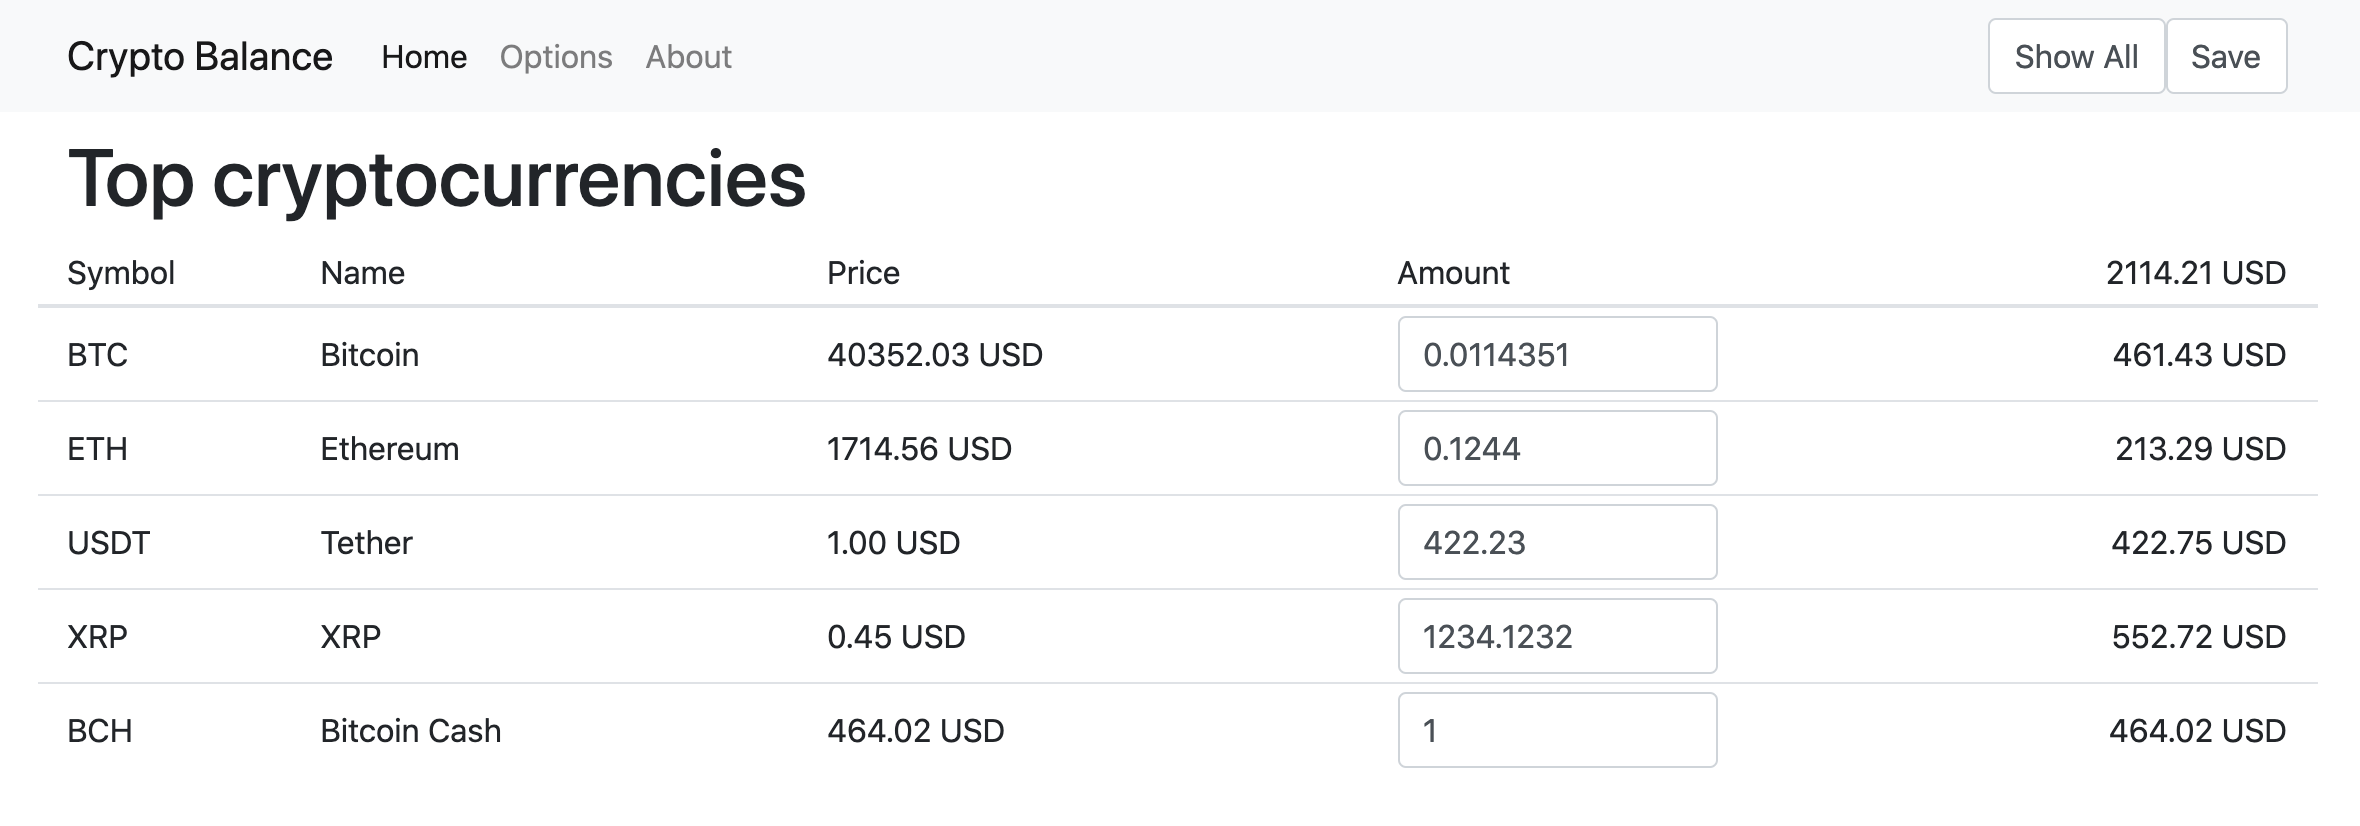 Crypto Balance Home Options About Show All Save
Top cryptocurrencies
Symbol Name Price Amount 2114.21 USD
BTC Bitcoin 40352.03 USD 0.0114351 461.43 USD
ETH Ethereum 1714.56 USD 0.1244 213.29 USD
USDT Tether 1.00 USD 422.23 422.75 USD
XRP XRP 0.45 USD 1234.1232 552.72 USD
BCH Bitcoin Cash 464.02 USD 1 464.02 USD